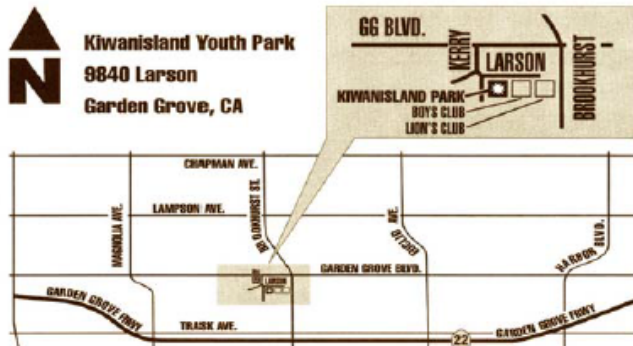 N
Kiwanisland Youth Park
9840 Larson
Garden Grove, CA
GG BLVD.
KERRY
LARSON
BROOKHURST
KIWANISLAND PARK
BOYS CLUB
LION'S CLUB
CHAPMAN AVE.
MAGNOLIA AVE.
LAMPSON AVE.
BROOKHURST ST.
EUCLID AVE.
HARBOR BLVD.
LARSON
GARDEN GROVE BLVD.
GARDEN GROVE FRWY
TRASK AVE.
22
GARDEN GROVE FRWY